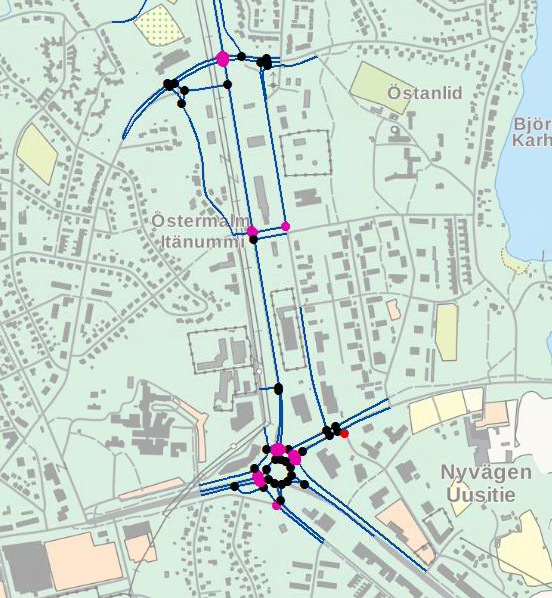 Östanlid
Björ
Karh
Östermalm
Itänummi
Nyvägen
Uusitie